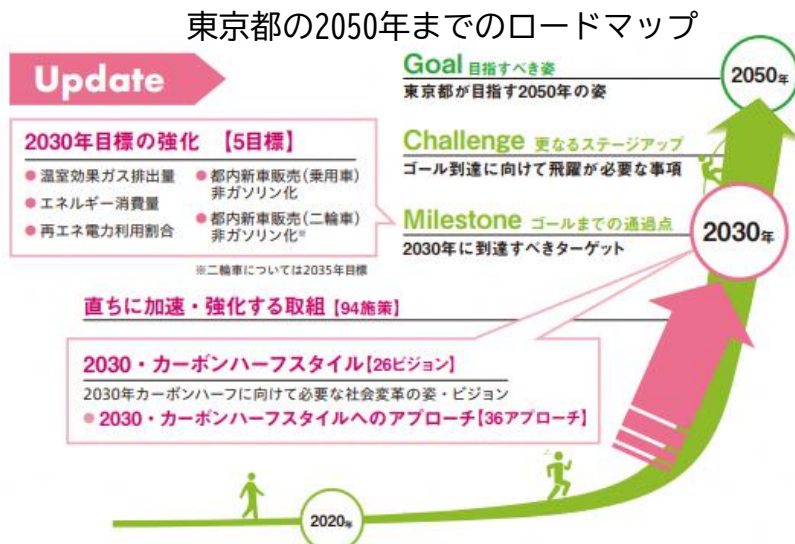 東京都の2050年までのロードマップ
Update
2030年目標の強化 【5目標】
● 温室効果ガス排出量
● エネルギー消費量
● 再エネ電力利用割合
● 都内新車販売(乗用車)
非ガソリン化
● 都内新車販売(二輪車)
非ガソリン化※
※二輪車については2035年目標
Goal 目指すべき姿
東京都が目指す2050年の姿
2050年
Challenge 更なるステージアップ
ゴール到達に向けて飛躍が必要な事項
Milestone ゴールまでの通過点
2030年に到達すべきターゲット
2030年
直ちに加速・強化する取組【94施策】
2030・カーボンハーフスタイル【26ビジョン】
2030年カーボンハーフに向けて必要な社会変革の姿・ビジョン
● 2030・カーボンハーフスタイルへのアプローチ【36アプローチ】
2020年